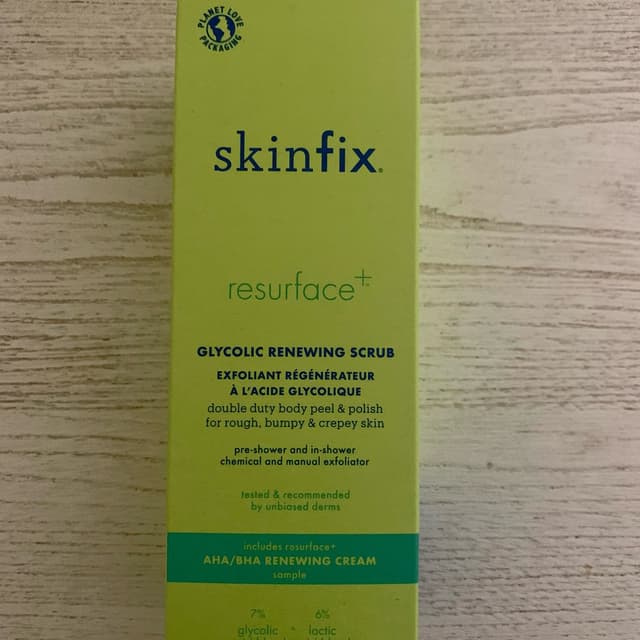 PLANET LOVE
PACKAGING
skinfix
resurface+
GLYCOLIC RENEWING SCRUB
EXFOLIANT RÉGÉNÉRATEUR
À L'ACIDE GLYCOLIQUE
double duty body peel & polish
for rough, bumpy & crepey skin
pre-shower and in-shower
chemical and manual exfoliator
tested & recommended
by unbiased derms
includes resurface+
AHA/BHA RENEWING CREAM
sample
7% 6%
glycolic lactic